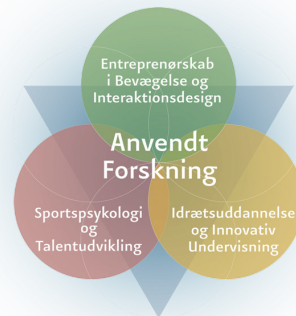 Entreprenørskab
i Bevægelse og
Interaktionsdesign
Anvendt
Forskning
Sportspsykologi
og
Talentudvikling
Idrætsuddannelse
og Innovativ
Undervisning